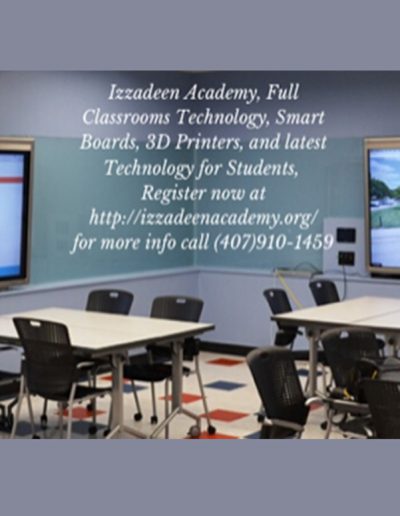 Izzadeen Academy, Full
Classrooms Technology, Smart
Boards, 3D Printers, and latest
Technology for Students,
Register now at
http://izzadeenacademy.org/
for more info call (407)910-1459